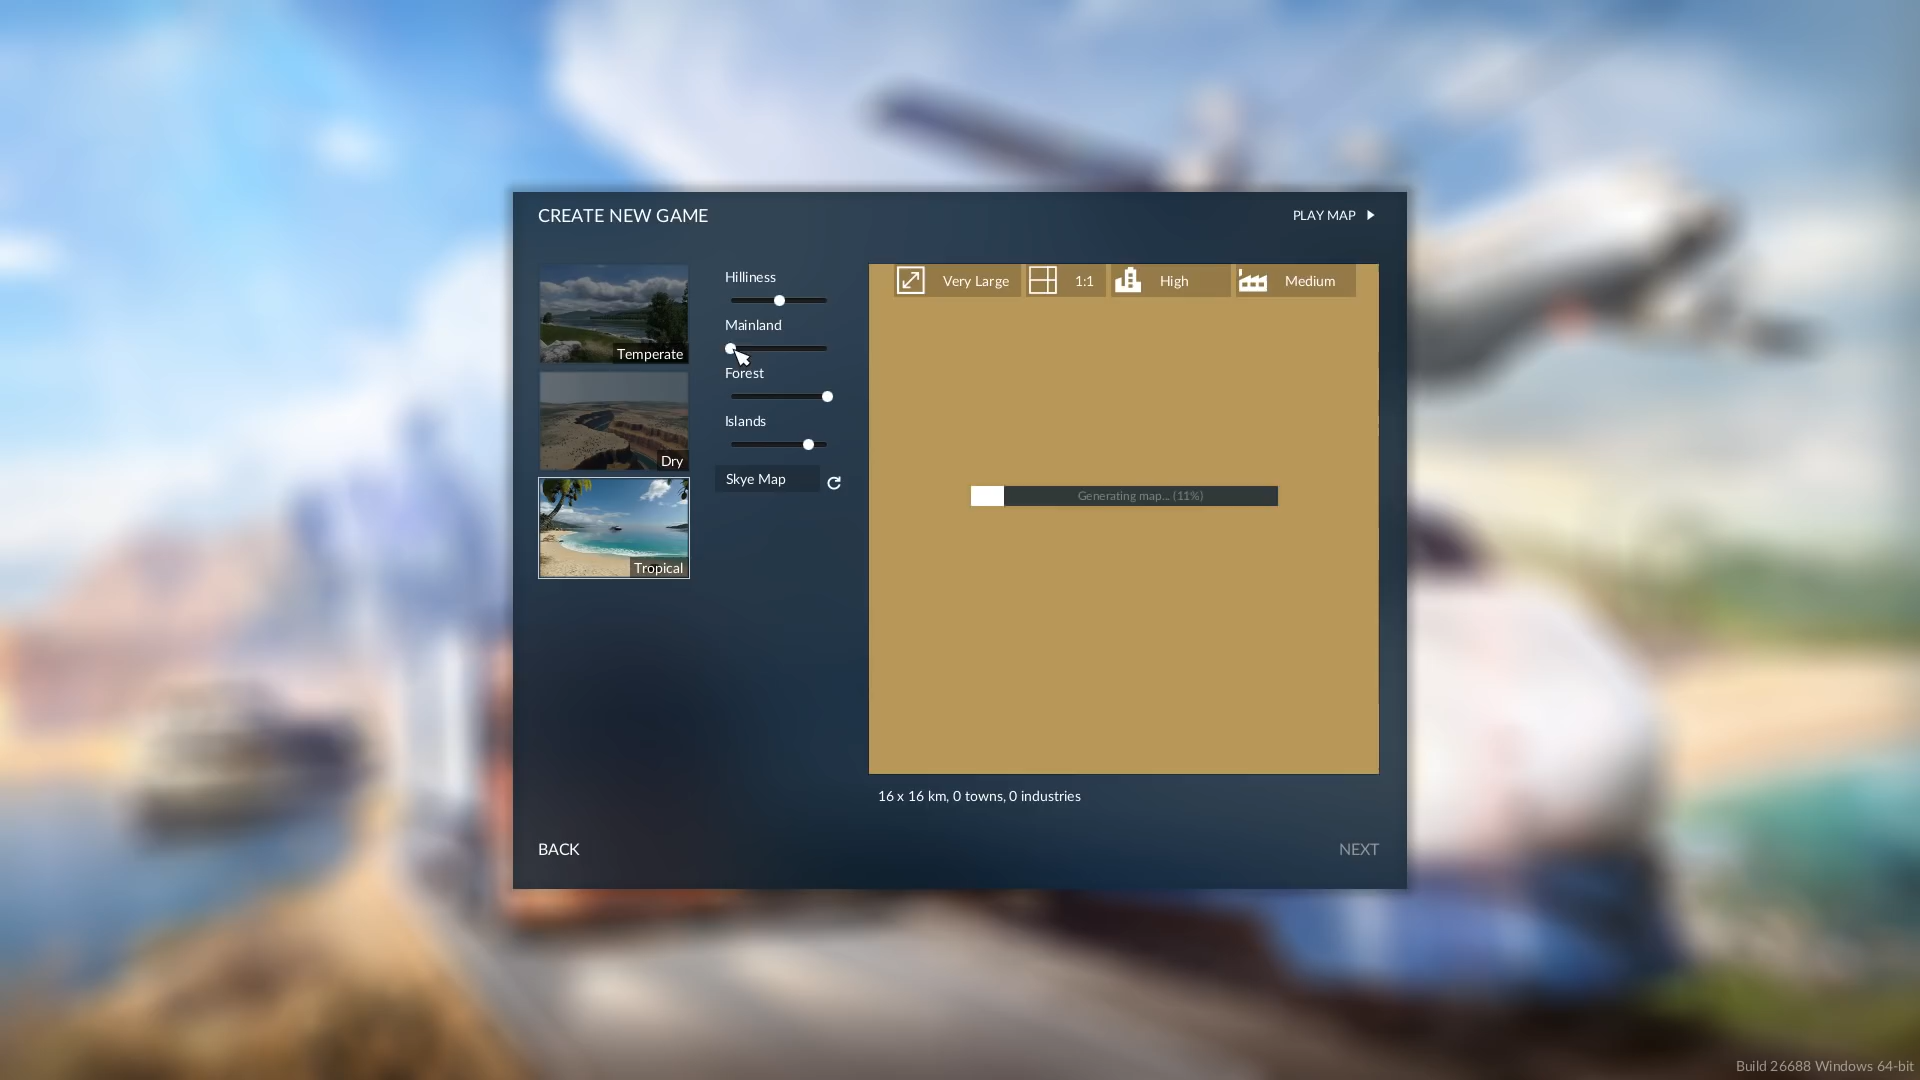 CREATE NEW GAME
PLAY MAP
Temperate
Dry
Tropical
Hilliness
Mainland
Forest
Islands
Skye Map
Very Large
1:1
High
Medium
Generating map... (11%)
16 x 16 km, 0 towns, 0 industries
BACK
NEXT
Build 26688 Windows 64-bit